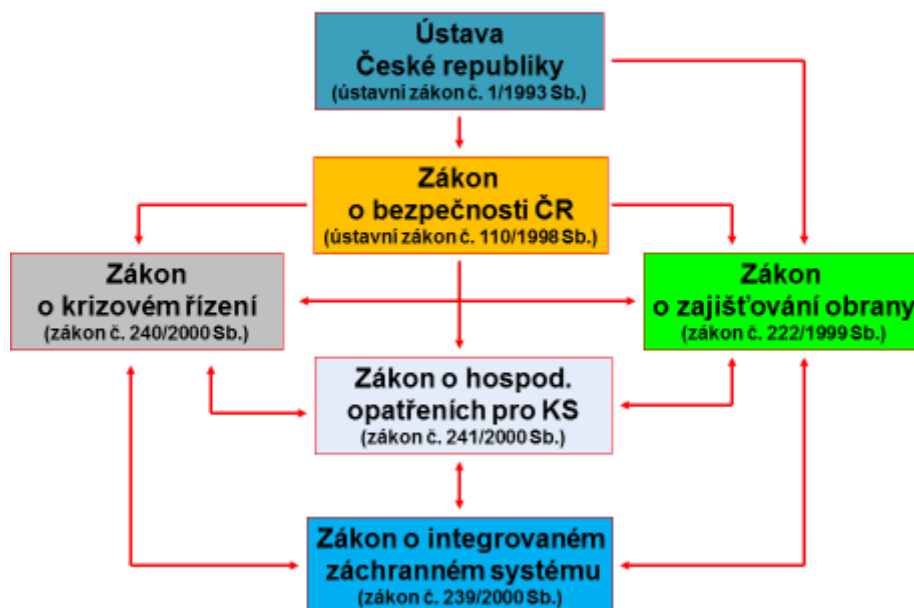 Ústava
České republiky
(ústavní zákon č. 1/1993 Sb.)
Zákon
o bezpečnosti ČR
(ústavní zákon č. 110/1998 Sb.)
Zákon
o krizovém řízení
(zákon č. 240/2000 Sb.)
Zákon
o zajišťování obrany
(zákon č. 222/1999 Sb.)
Zákon o hospod.
opatřeních pro KS
(zákon č. 241/2000 Sb.)
Zákon o integrovaném
záchranném systému
(zákon č. 239/2000 Sb.)